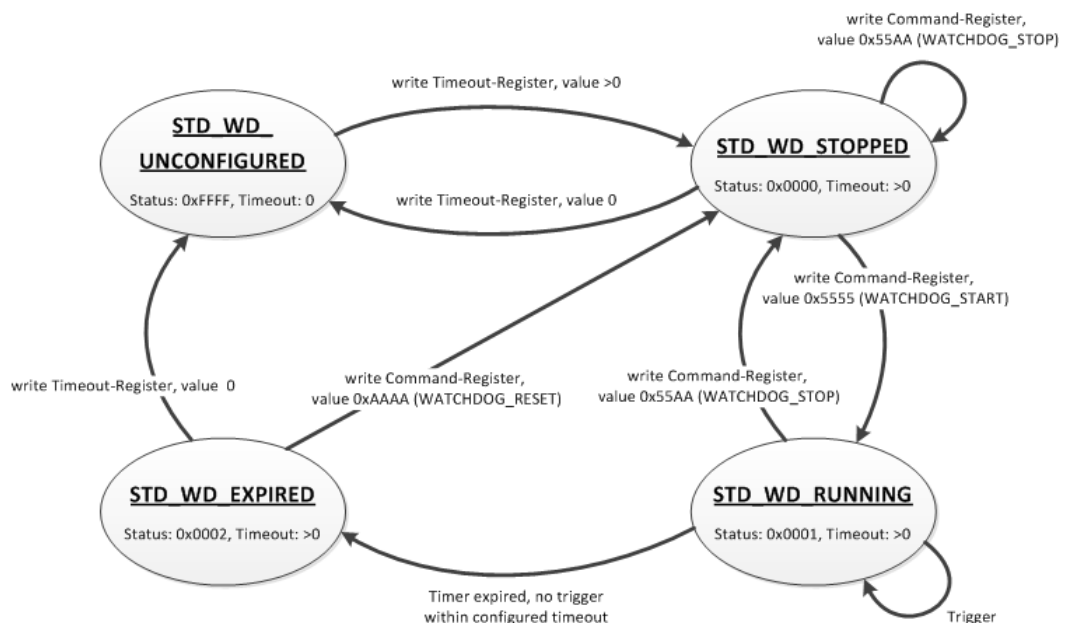 write Command-Register,
value 0x55AA (WATCHDOG_STOP)
write Timeout-Register, value >0
STD_WD_
UNCONFIGURED
Status: 0xFFFF, Timeout: 0
STD_WD_STOPPED
Status: 0x0000, Timeout: >0
write Timeout-Register, value 0
write Command-Register,
value 0x5555 (WATCHDOG_START)
write Timeout-Register, value 0
write Command-Register,
value 0xAAAA (WATCHDOG_RESET)
write Command-Register,
value 0x55AA (WATCHDOG_STOP)
STD_WD_EXPIRED
Status: 0x0002, Timeout: >0
STD_WD_RUNNING
Status: 0x0001, Timeout: >0
Timer expired, no trigger
within configured timeout
Trigger